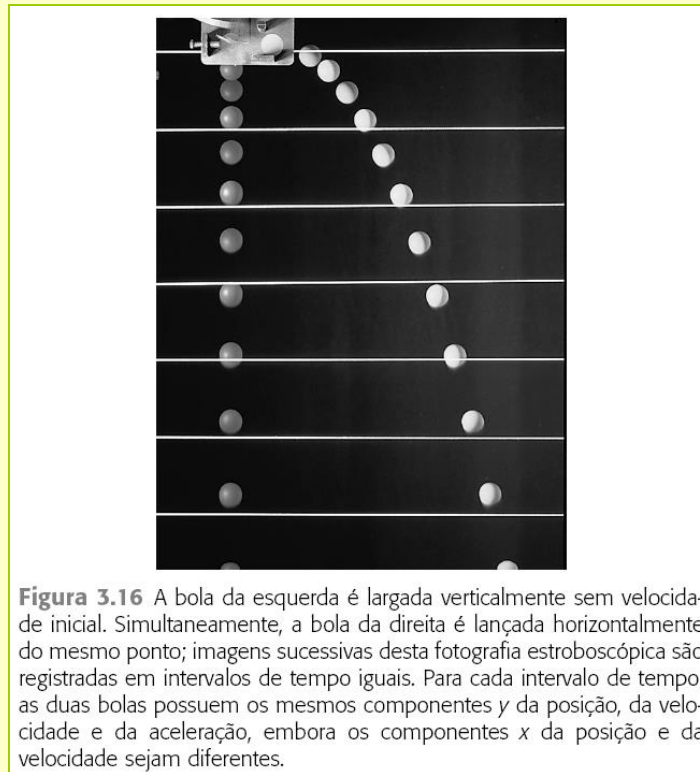 Figura 3.16 A bola da esquerda é largada verticalmente sem velocida-
de inicial. Simultaneamente, a bola da direita é lançada horizontalmente
do mesmo ponto; imagens sucessivas desta fotografia estroboscópica são
registradas em intervalos de tempo iguais. Para cada intervalo de tempo,
as duas bolas possuem os mesmos componentes y da posição, da velo-
cidade e da aceleração, embora os componentes x da posição e da
velocidade sejam diferentes.